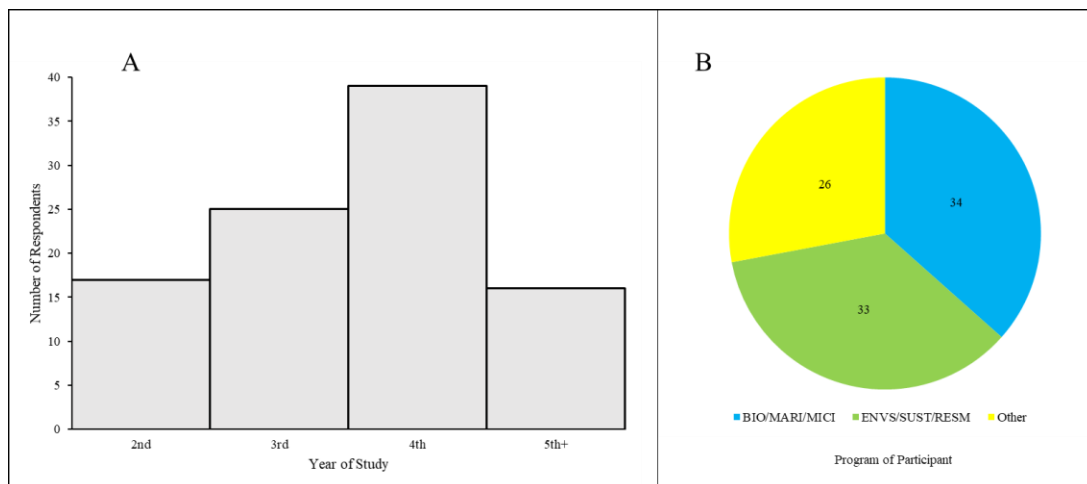 A
Number of Respondents
40
35
30
25
20
15
10
5
0
2nd 3rd 4th 5th+
Year of Study
B
34
33
26
BIO/MARI/MICI ENVS/SUST/RESM Other
Program of Participant